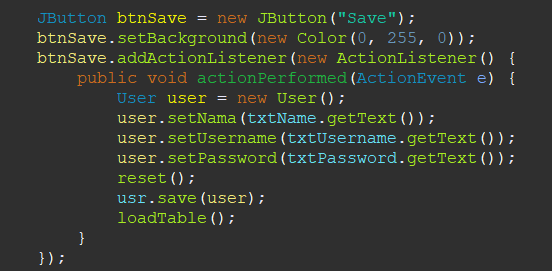 JButton btnSave = new JButton("Save");
btnSave.setBackground(new Color(0, 255, 0));
btnSave.addActionListener(new ActionListener() {
    public void actionPerformed(ActionEvent e) {
        User user = new User();
        user.setNama(txtName.getText());
        user.setUsername(txtUsername.getText());
        user.setPassword(txtPassword.getText());
        reset();
        usr.save(user);
        loadTable();
    }
});